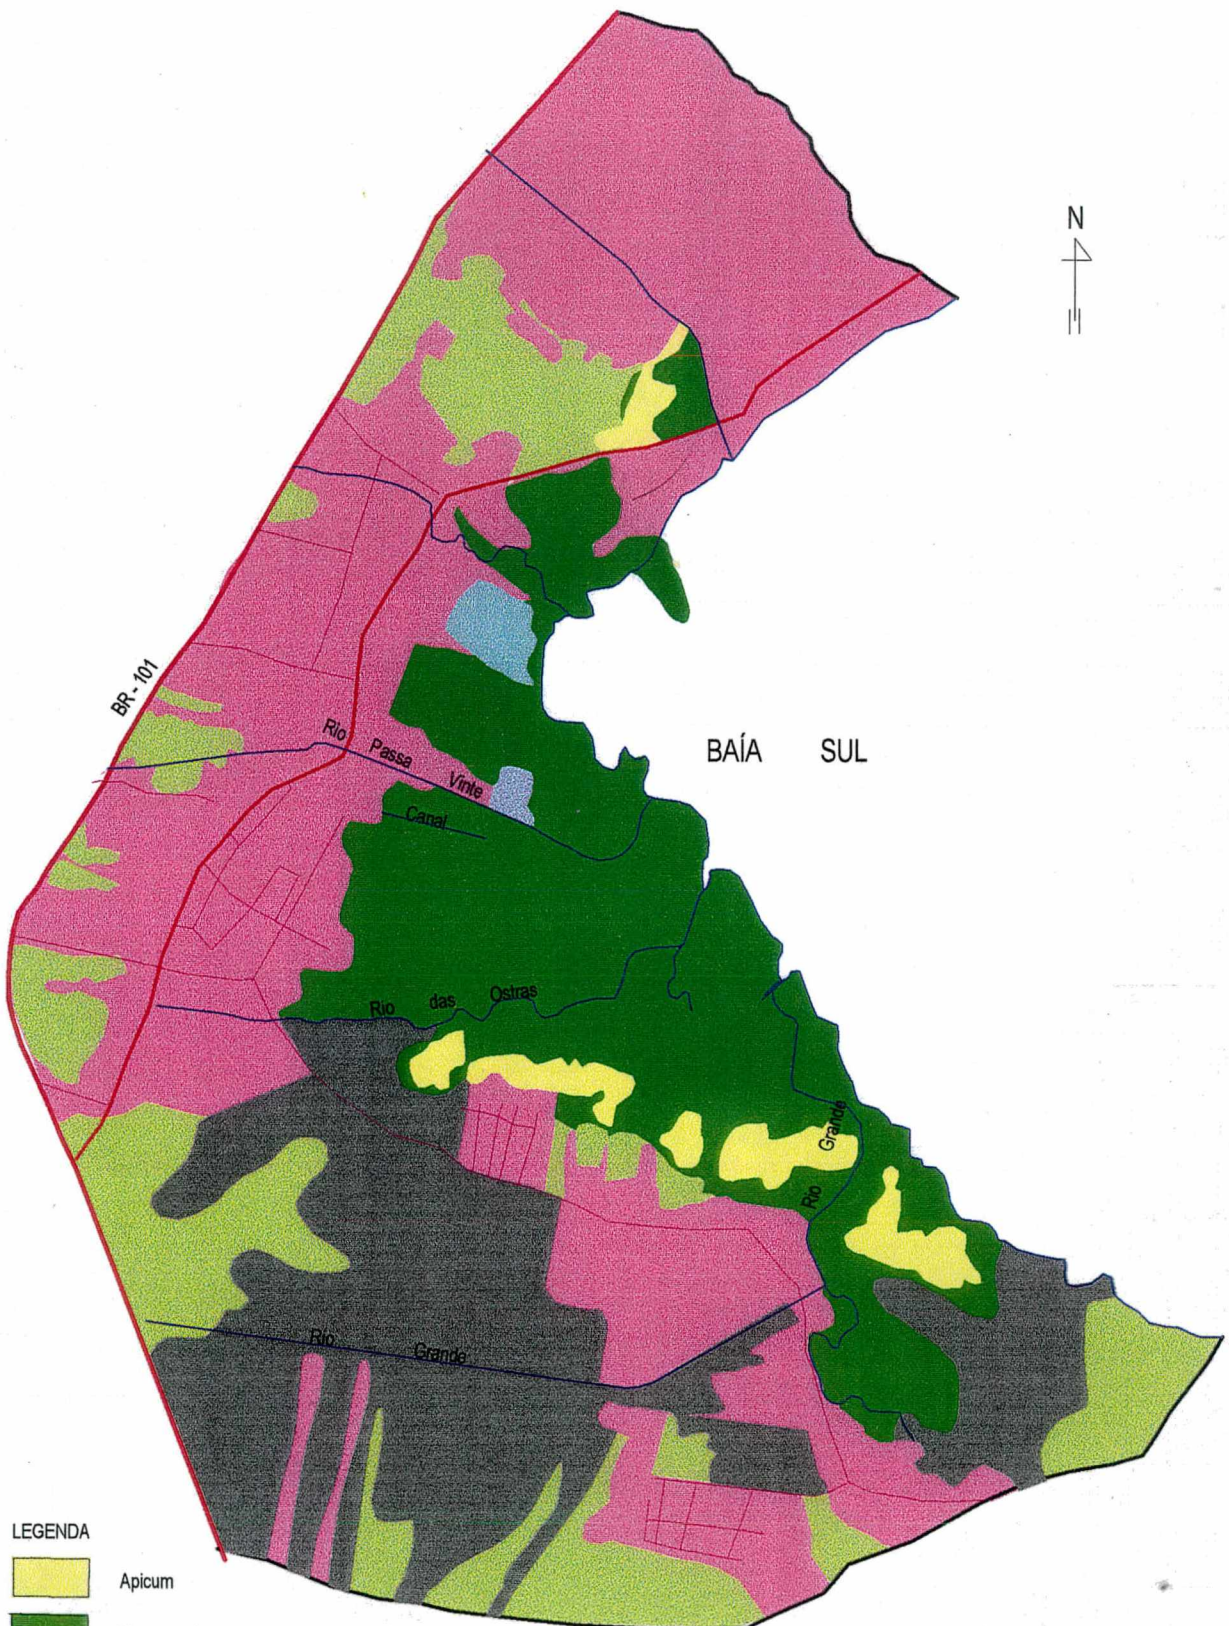 N
BR - 101
BAÍA SUL
Rio Passa Vinte
Canal
Rio das Ostras
Rio Grande
Rio Grande
LEGENDA
Apicum